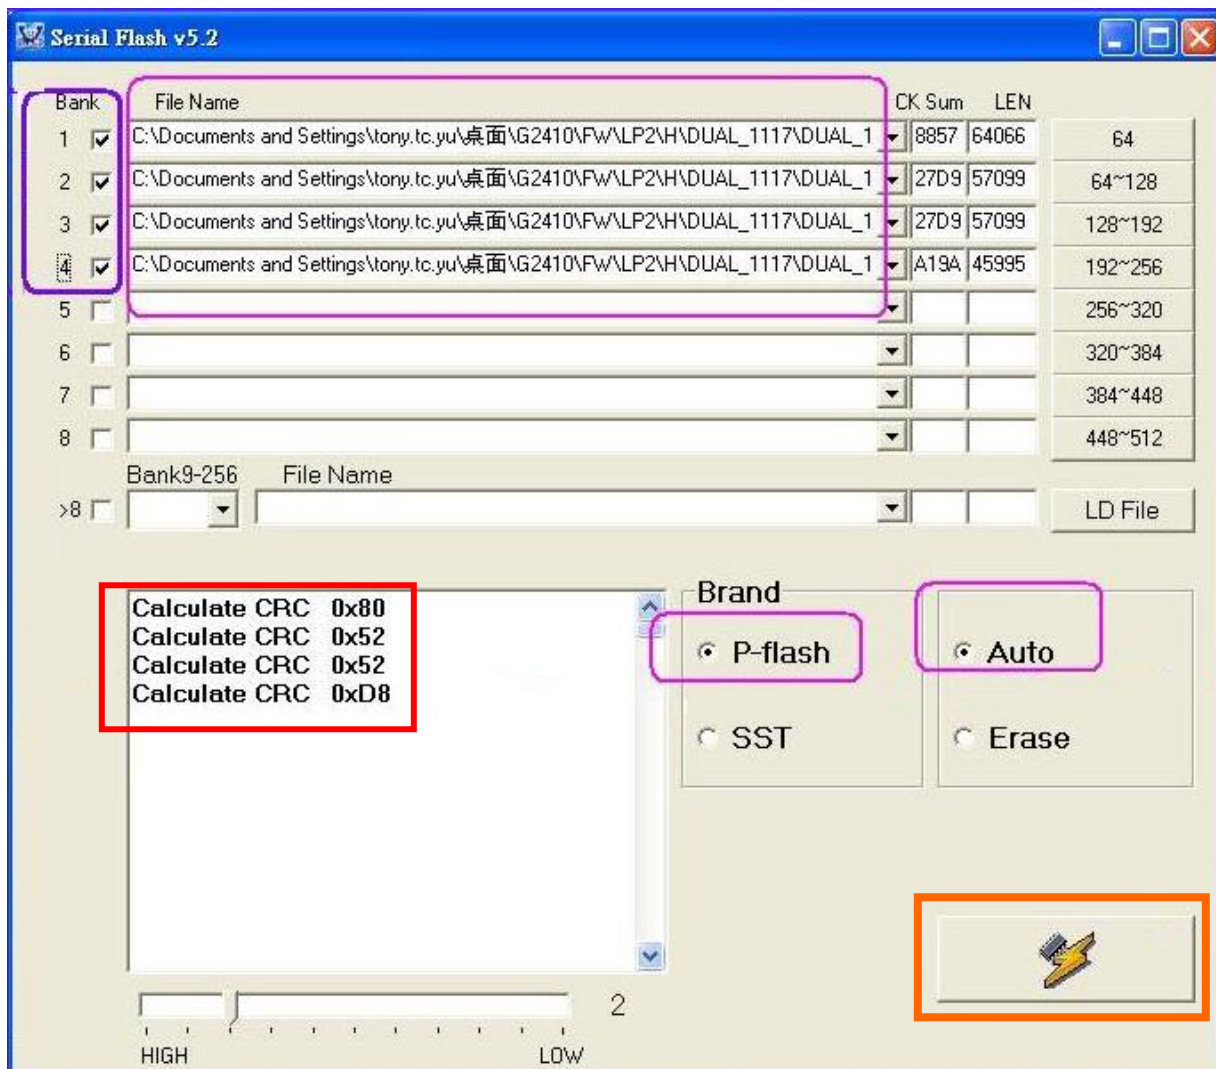 Serial Flash v5.2
Bank File Name CK Sum LEN
1 C:\Documents and Settings\tony.tc.yu\桌面\G2410\FW\LP2\H\DUAL_1117\DUAL_1 8857 64066 64
2 C:\Documents and Settings\tony.tc.yu\桌面\G2410\FW\LP2\H\DUAL_1117\DUAL_1 27D9 57099 64~128
3 C:\Documents and Settings\tony.tc.yu\桌面\G2410\FW\LP2\H\DUAL_1117\DUAL_1 27D9 57099 128~192
4 C:\Documents and Settings\tony.tc.yu\桌面\G2410\FW\LP2\H\DUAL_1117\DUAL_1 A19A 45995 192~256
5 256~320
6 320~384
7 384~448
8 448~512
Bank9-256 File Name
>8 LD File
Calculate CRC 0x80
Calculate CRC 0x52
Calculate CRC 0x52
Calculate CRC 0xD8
Brand
P-flash Auto
SST Erase
2
HIGH LOW